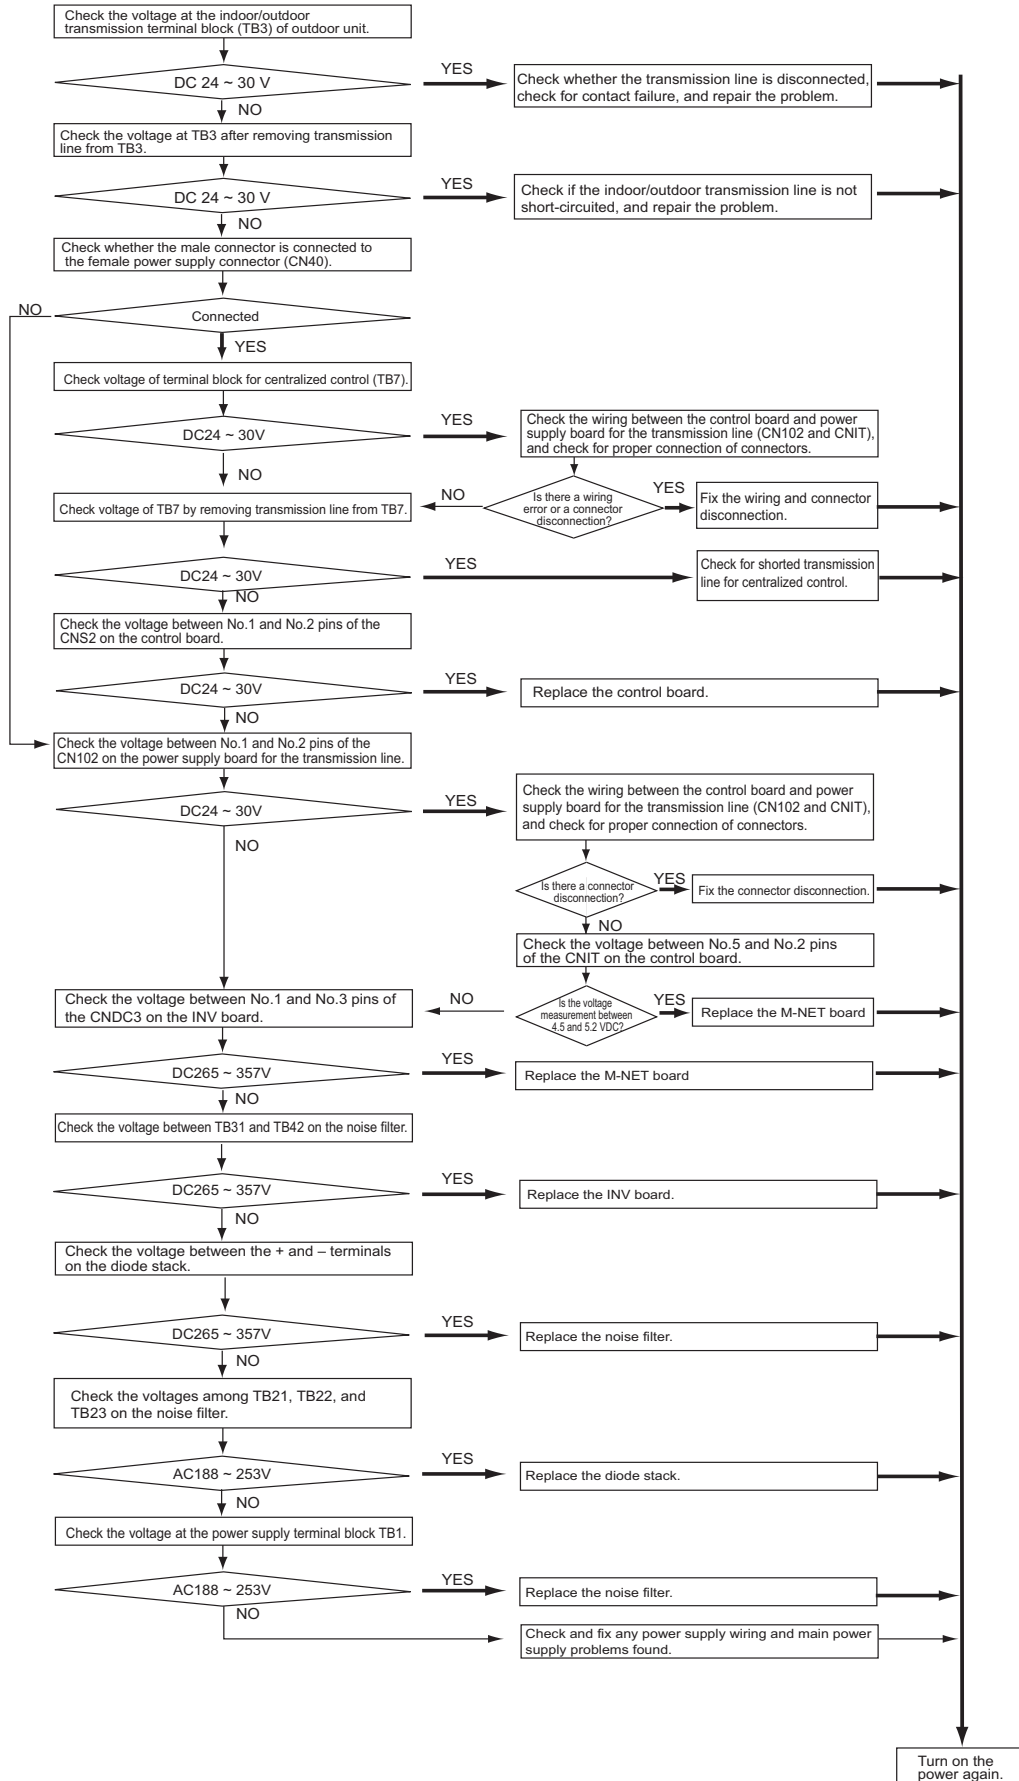 Check the voltage at the indoor/outdoor
transmission terminal block (TB3) of outdoor unit.
DC 24 ~ 30 V
YES
Check whether the transmission line is disconnected,
check for contact failure, and repair the problem.
NO
Check the voltage at TB3 after removing transmission
line from TB3.
DC 24 ~ 30 V
YES
Check if the indoor/outdoor transmission line is not
short-circuited, and repair the problem.
NO
Check whether the male connector is connected to
the female power supply connector (CN40).
NO
Connected
YES
Check voltage of terminal block for centralized control (TB7).
DC24 ~ 30V
YES
Check the wiring between the control board and power
supply board for the transmission line (CN102 and CNIT),
and check for proper connection of connectors.
NO
Is there a wiring
error or a connector
disconnection?
NO
YES
Fix the wiring and connector
disconnection.
Check voltage of TB7 by removing transmission line from TB7.
DC24 ~ 30V
YES
Check for shorted transmission
line for centralized control.
NO
Check the voltage between No.1 and No.2 pins of the
CNS2 on the control board.
DC24 ~ 30V
YES
Replace the control board.
NO
Check the voltage between No.1 and No.2 pins of the
CN102 on the power supply board for the transmission line.
DC24 ~ 30V
YES
Check the wiring between the control board and power
supply board for the transmission line (CN102 and CNIT),
and check for proper connection of connectors.
NO
Is there a connector
disconnection?
YES
Fix the connector disconnection.
NO
Check the voltage between No.5 and No.2 pins
of the CNIT on the control board.
Is the voltage
measurement between
4.5 and 5.2 VDC?
NO
YES
Replace the M-NET board
Check the voltage between No.1 and No.3 pins of
the CNDC3 on the INV board.
DC265 ~ 357V
YES
Replace the M-NET board
NO
Check the voltage between TB31 and TB42 on the noise filter.
DC265 ~ 357V
YES
Replace the INV board.
NO
Check the voltage between the + and – terminals
on the diode stack.
DC265 ~ 357V
YES
Replace the noise filter.
NO
Check the voltages among TB21, TB22, and
TB23 on the noise filter.
AC188 ~ 253V
YES
Replace the diode stack.
NO
Check the voltage at the power supply terminal block TB1.
AC188 ~ 253V
YES
Replace the noise filter.
NO
Check and fix any power supply wiring and main power
supply problems found.
Turn on the
power again.